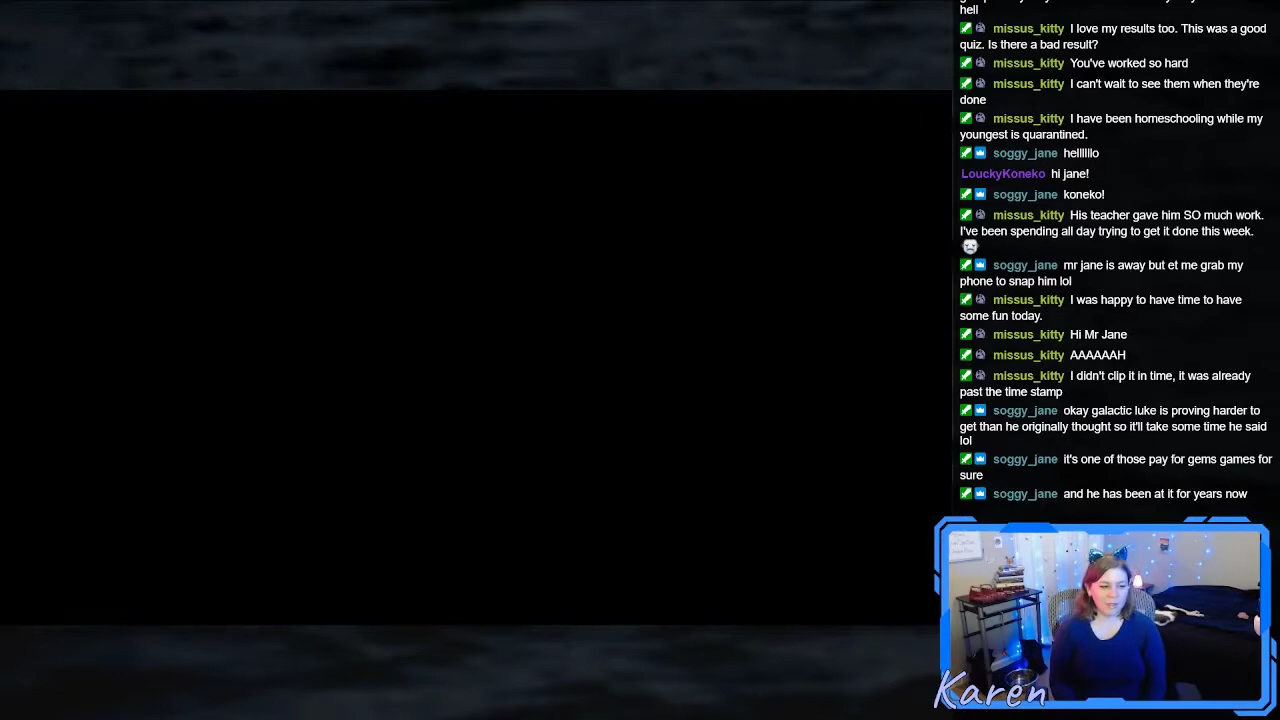 hell
missus_kitty I love my results too. This was a good
quiz. Is there a bad result?
missus_kitty You've worked so hard
missus_kitty I can't wait to see them when they're
done
missus_kitty I have been homeschooling while my
youngest is quarantined.
soggy_jane helllllllo
LouckyKoneko hi jane!
soggy_jane koneko!
missus_kitty His teacher gave him SO much work.
I've been spending all day trying to get it done this week.
soggy_jane mr jane is away but et me grab my
phone to snap him lol
missus_kitty I was happy to have time to have
some fun today.
missus_kitty Hi Mr Jane
missus_kitty AAAAAAH
missus_kitty I didn't clip it in time, it was already
past the time stamp
soggy_jane okay galactic luke is proving harder to
get than he originally thought so it'll take some time he said
lol
soggy_jane it's one of those pay for gems games for
sure
soggy_jane and he has been at it for years now
Karen